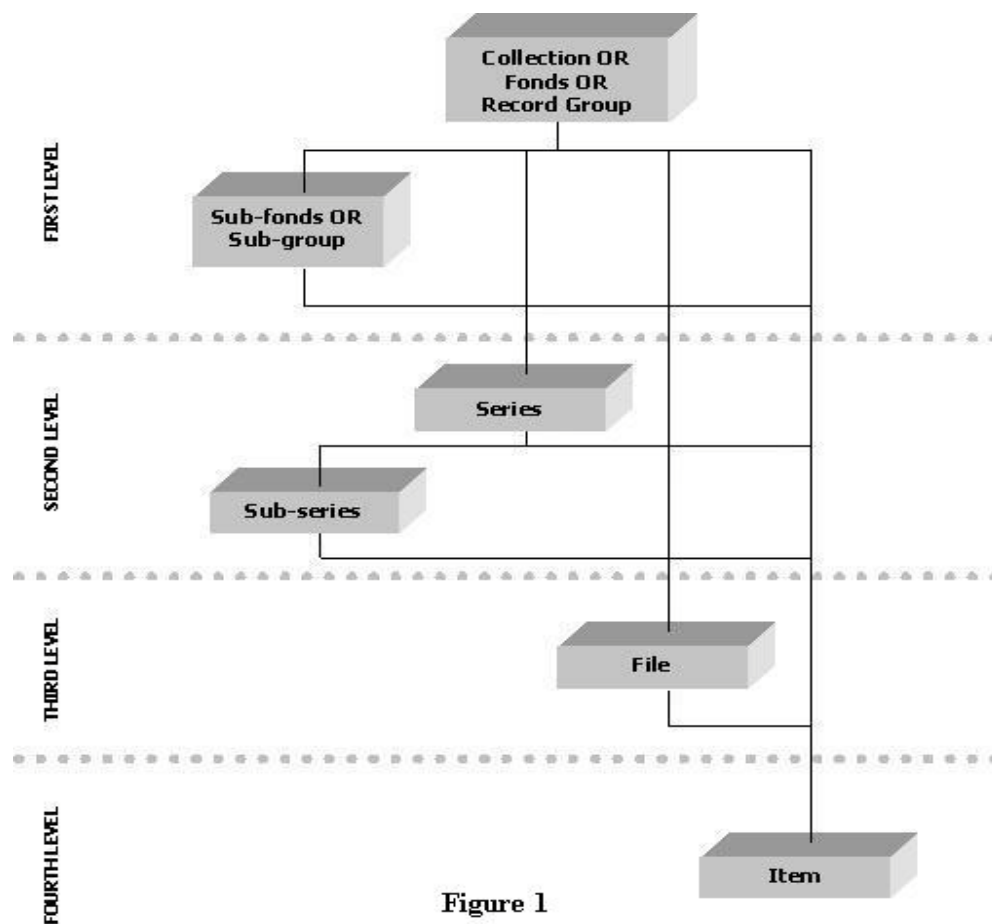 Collection OR
Fonds OR
Record Group
FIRST LEVEL
Sub-fonds OR
Sub-group
SECOND LEVEL
Series
Sub-series
THIRD LEVEL
File
FOURTH LEVEL
Item
Figure 1